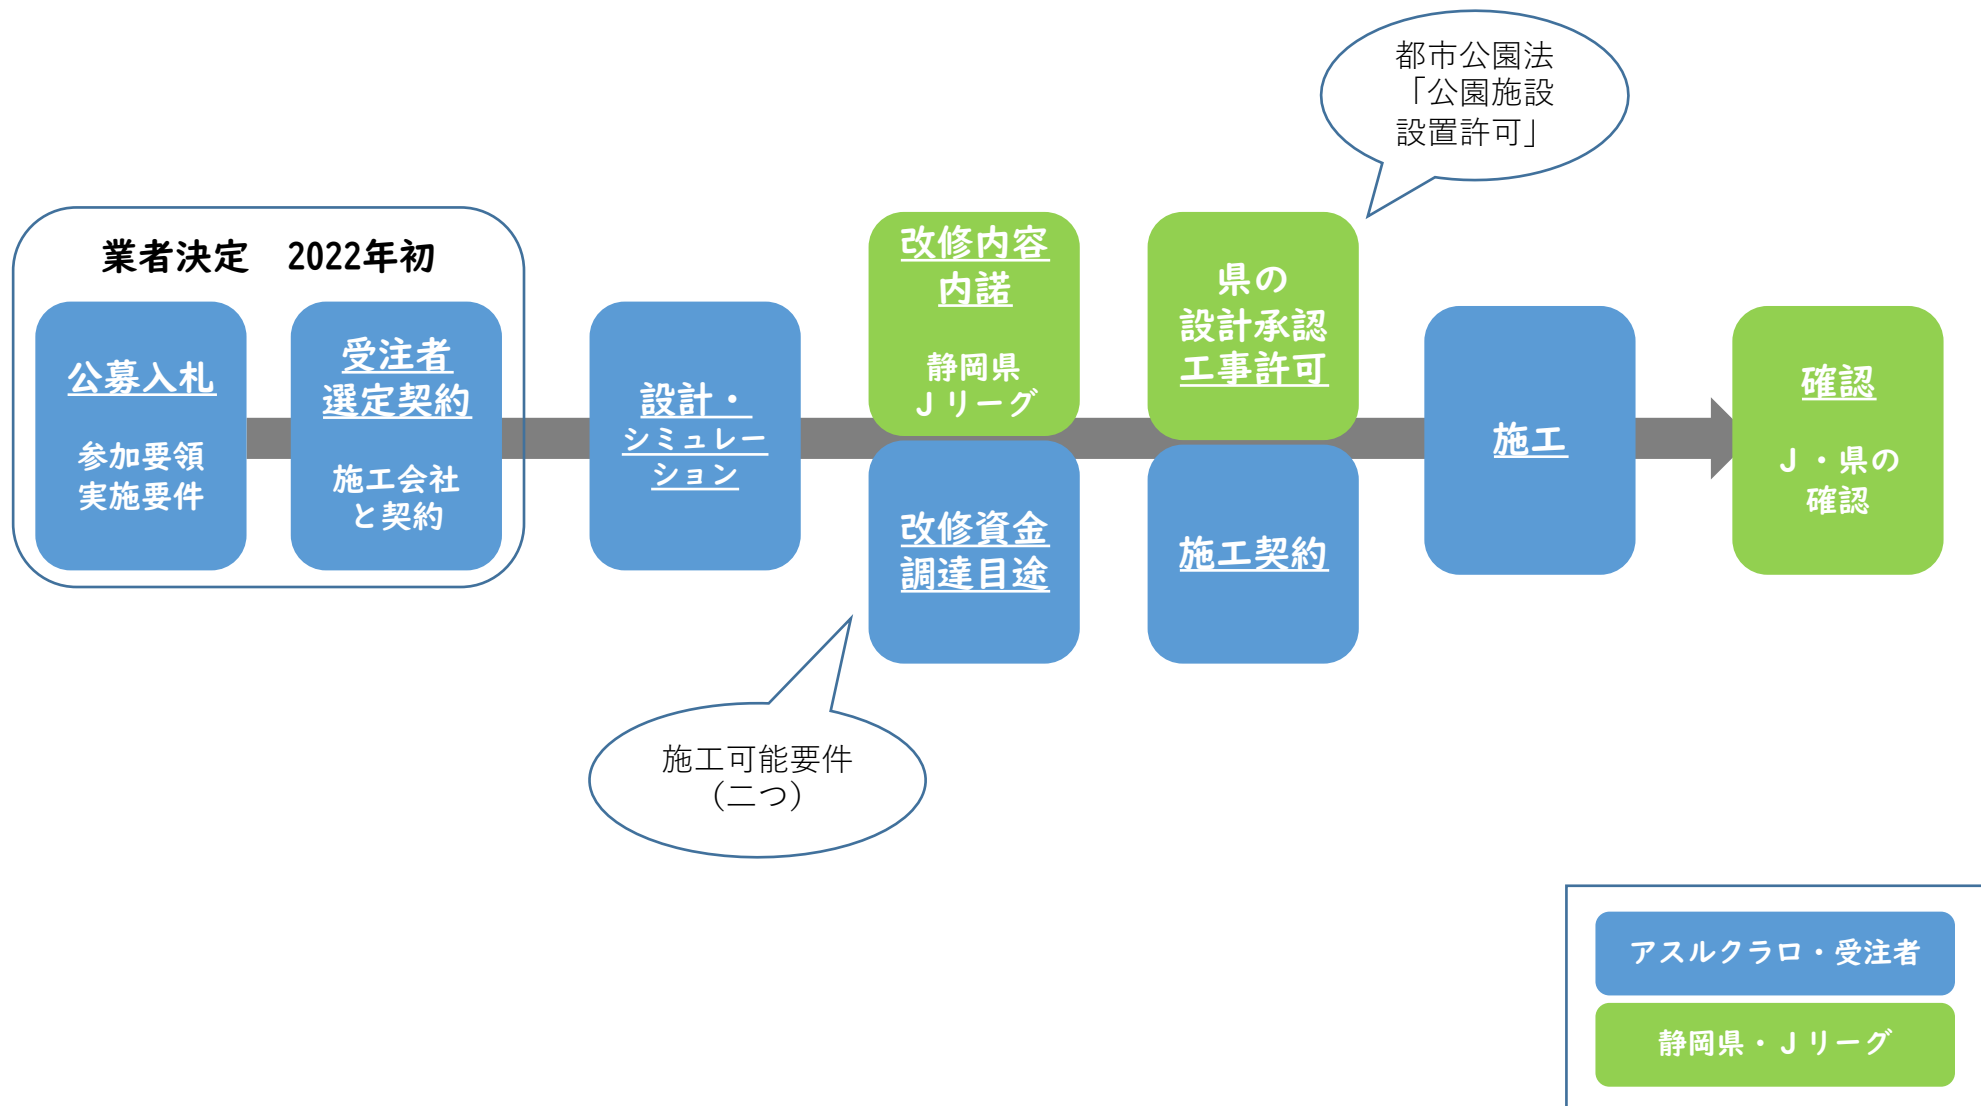 都市公園法
「公園施設
設置許可」
業者決定　2022年初
公募入札
参加要領
実施要件
受注者
選定契約
施工会社
と契約
設計・
シミュレー
ション
改修内容
内諾
静岡県
Ｊリーグ
改修資金
調達目途
県の
設計承認
工事許可
施工契約
施工
確認
Ｊ・県の
確認
施工可能要件
（二つ）
アスルクラロ・受注者
静岡県・Ｊリーグ